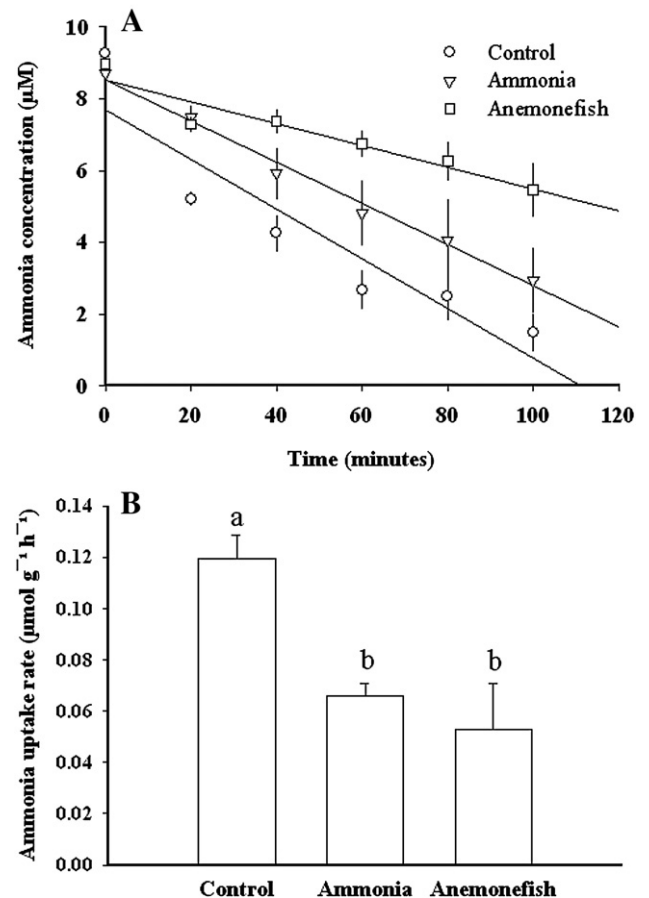 A
10
8
6
4
2
0
Ammonia concentration (µM)
Control
Ammonia
Anemonefish
0 20 40 60 80 100 120
Time (minutes)
B
0.14
0.12
0.10
0.08
0.06
0.04
0.02
0.00
Ammonia uptake rate (µmol g⁻¹ h⁻¹)
a
b
b
Control Ammonia Anemonefish